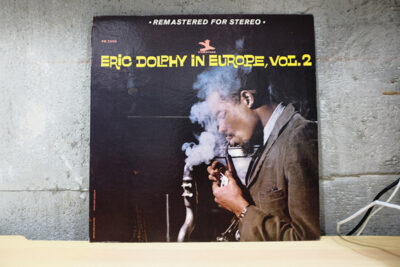 · REMASTERED FOR STEREO ·
ERIC DOLPHY IN EUROPE, VOL. 2